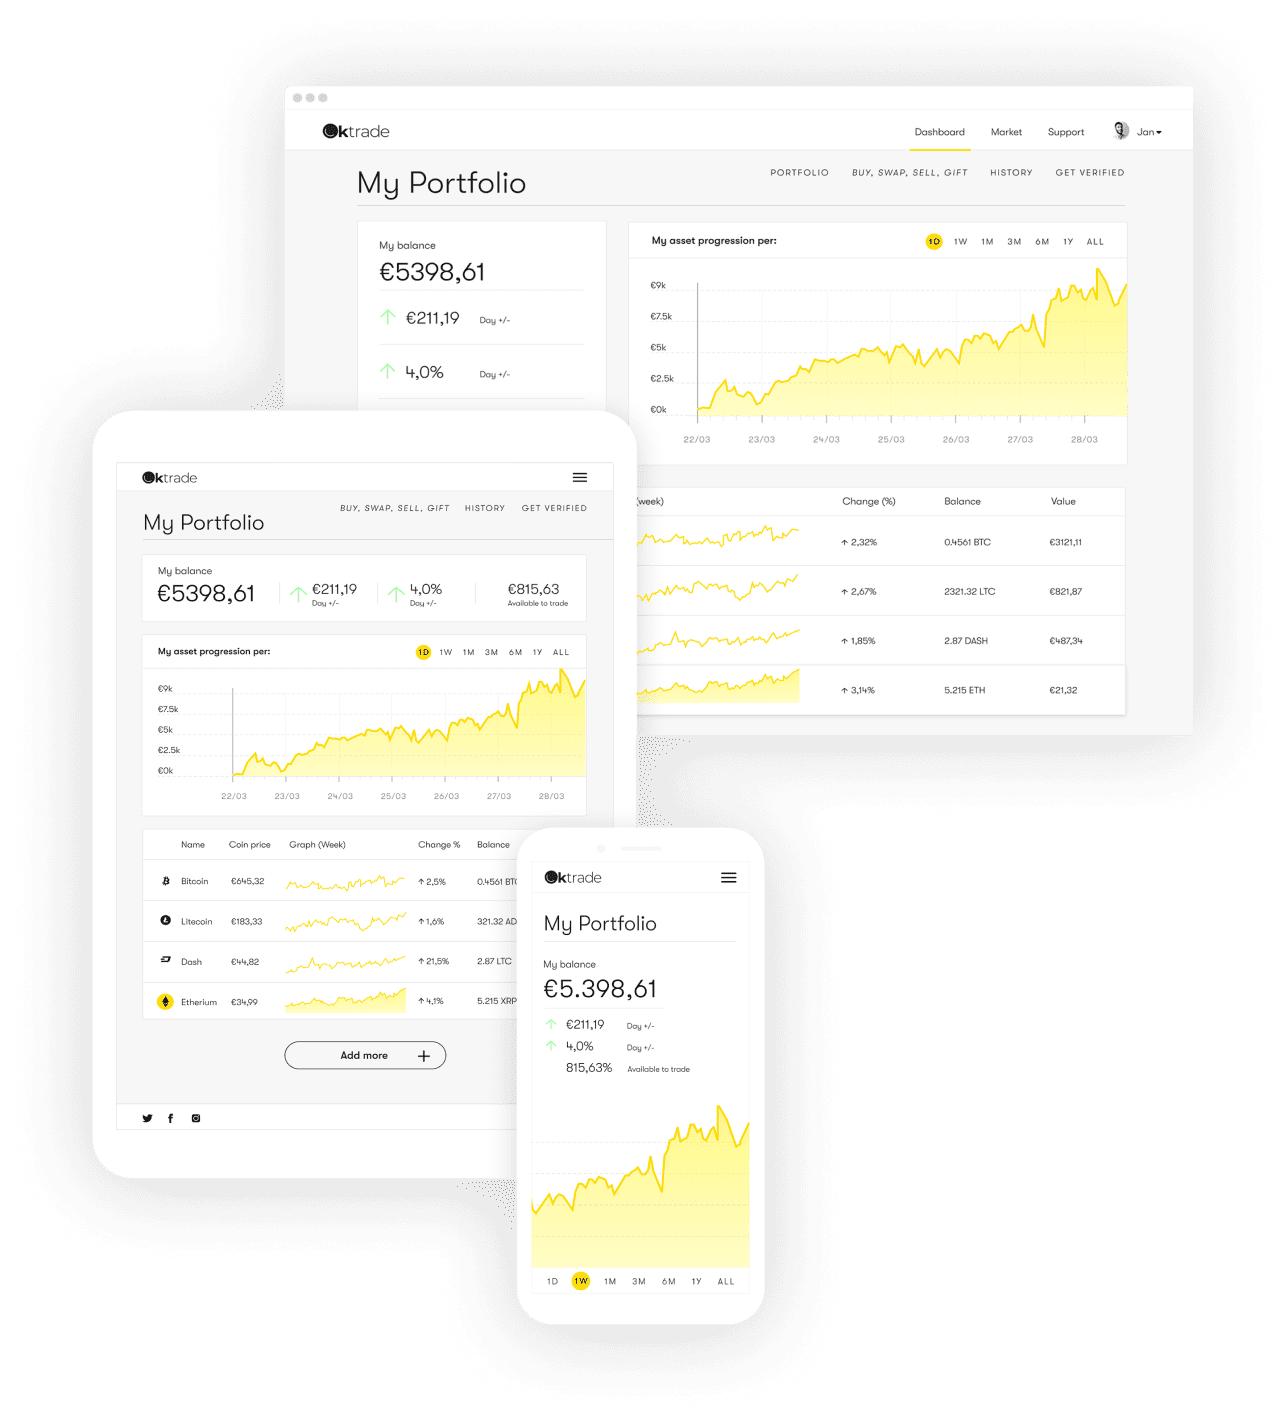 Oktrade
Dashboard Market Support Jan
My Portfolio
PORTFOLIO BUY, SWAP, SELL, GIFT HISTORY GET VERIFIED
My balance
€5398,61
€211,19 Day +/-
4,0% Day +/-
My asset progression per: 1D 1W 1M 3M 6M 1Y ALL
€9k
€7.5k
€5k
€2.5k
€0k
22/03 23/03 24/03 25/03 26/03 27/03 28/03
(week) Change (%) Balance Value
↑ 2,32% 0.4561 BTC €3121,11
↑ 2,67% 2321.32 LTC €821,87
↑ 1,85% 2.87 DASH €487,34
↑ 3,14% 5.215 ETH €21,32
Oktrade
BUY, SWAP, SELL, GIFT HISTORY GET VERIFIED
My Portfolio
My balance
€5398,61
€211,19
Day +/-
4,0%
Day +/-
€815,63
Available to trade
My asset progression per: 1D 1W 1M 3M 6M 1Y ALL
€9k
€7.5k
€5k
€2.5k
€0k
22/03 23/03 24/03 25/03 26/03 27/03 28/03
Name Coin price Graph (Week) Change % Balance
Bitcoin €645,32 ↑ 2,5% 0.4561 BTC
Litecoin €183,33 ↑ 1,6% 321.32 AD
Dash €44,82 ↑ 21,5% 2.87 LTC
Etherium €34,99 ↑ 4,1% 5.215 XRP
Add more +
Oktrade
My Portfolio
My balance
€5.398,61
€211,19 Day +/-
4,0% Day +/-
815,63% Available to trade
1D 1W 1M 3M 6M 1Y ALL